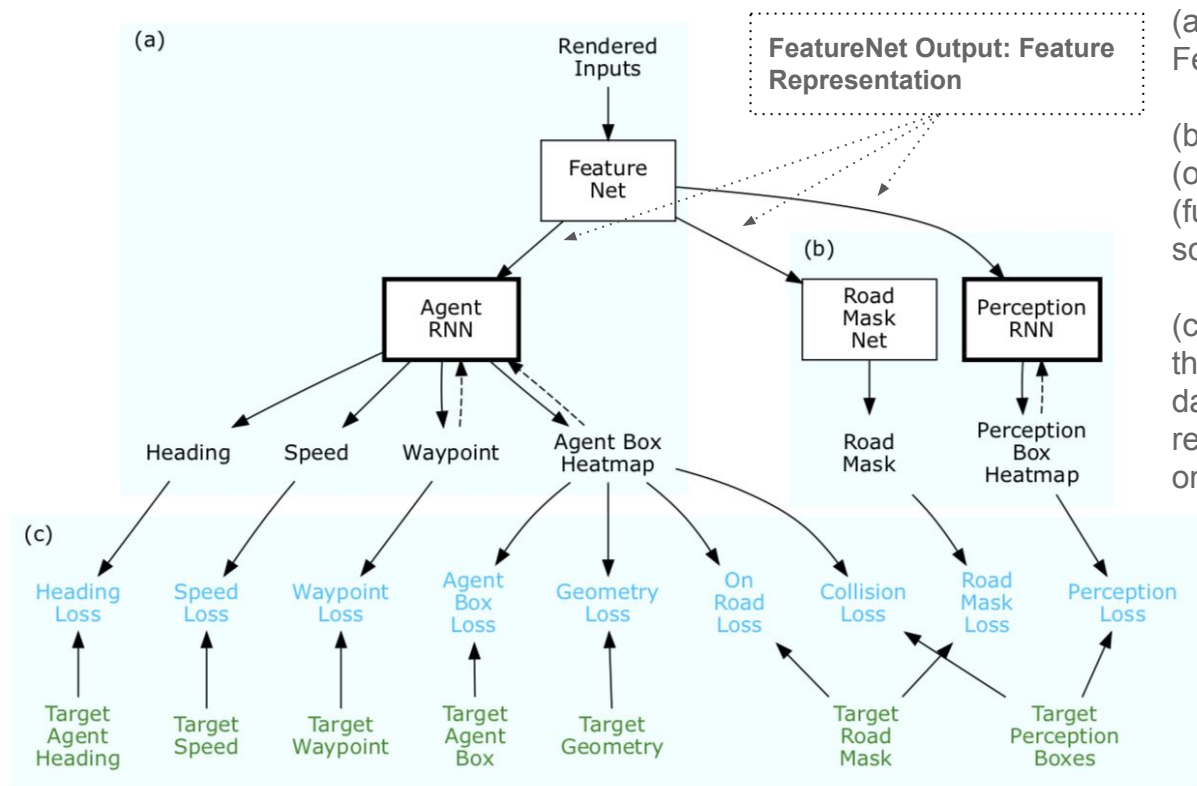 (a)
Rendered
Inputs
FeatureNet Output: Feature
Representation
Feature
Net
(b)
Agent
RNN
Road
Mask
Net
Perception
RNN
Heading
Speed
Waypoint
Agent Box
Heatmap
Road
Mask
Perception
Box
Heatmap
(c)
Heading
Loss
Speed
Loss
Waypoint
Loss
Agent
Box
Loss
Geometry
Loss
On
Road
Loss
Collision
Loss
Road
Mask
Loss
Perception
Loss
Target
Agent
Heading
Target
Speed
Target
Waypoint
Target
Agent
Box
Target
Geometry
Target
Road
Mask
Target
Perception
Boxes